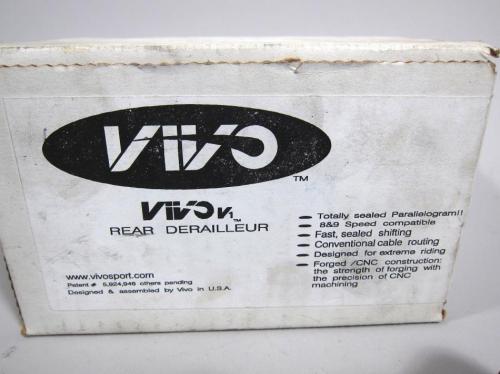 VIVO
TM
VIVO V1 TM
REAR DERAILLEUR
- Totally sealed Parallelogram!!
- 8&9 Speed compatible
- Fast, sealed shifting
- Conventional cable routing
- Designed for extreme riding
- Forged /CNC construction:
the strength of forging with
the precision of CNC
machining
www.vivosport.com
Patent # 5,924,946 others pending
Designed & assembled by Vivo in U.S.A.